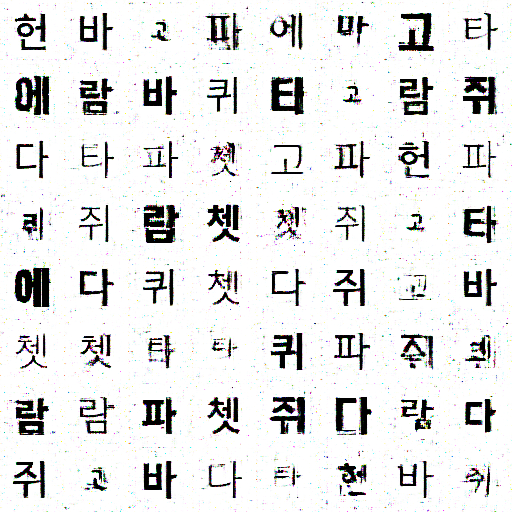 헌 바 고 파 에 마 고 타
에 람 바 퀴 타 고 람 쥐
다 타 파 쳇 고 파 헌 파
퀴 쥐 람 쳇 쳇 쥐 고 타
에 다 퀴 쳇 다 쥐 고 바
쳇 쳇 타 타 퀴 파 쥐 헌
람 람 파 쳇 쥐 다 람 다
쥐 고 바 다 타 헌 바 쥐